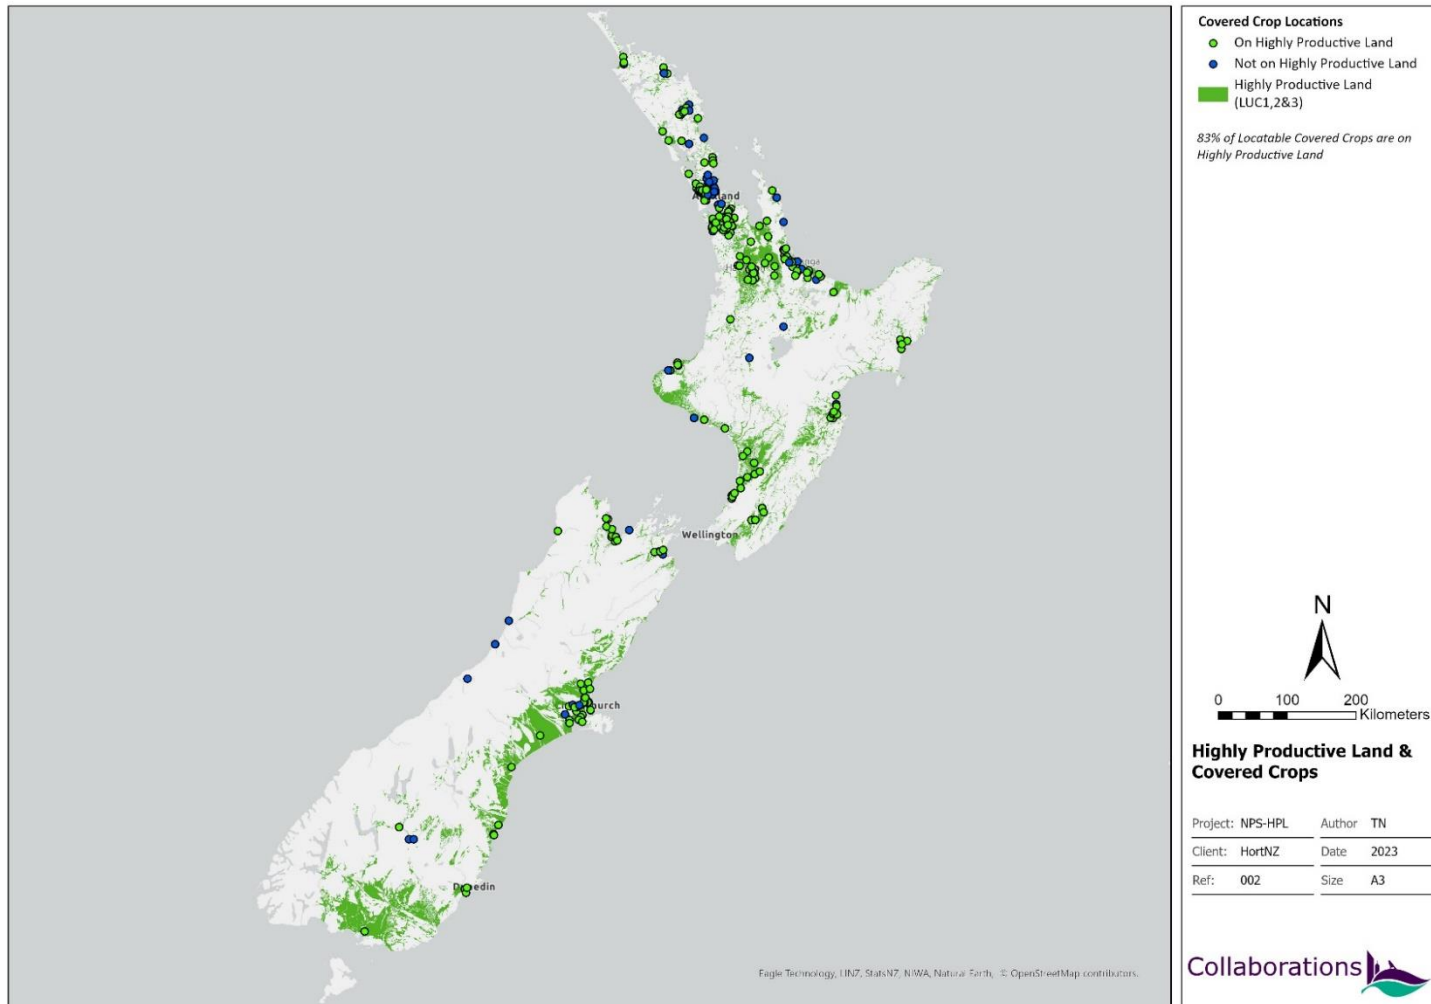 Covered Crop Locations
On Highly Productive Land
Not on Highly Productive Land
Highly Productive Land
(LUC1,2&3)
83% of Locatable Covered Crops are on
Highly Productive Land
Wellington
N
0 100 200
Kilometers
Highly Productive Land &
Covered Crops
Project: NPS-HPL Author TN
Client: HortNZ Date 2023
Ref: 002 Size A3
Eagle Technology, LINZ, StatsNZ, NIWA, Natural Earth, © OpenStreetMap contributors.
Collaborations